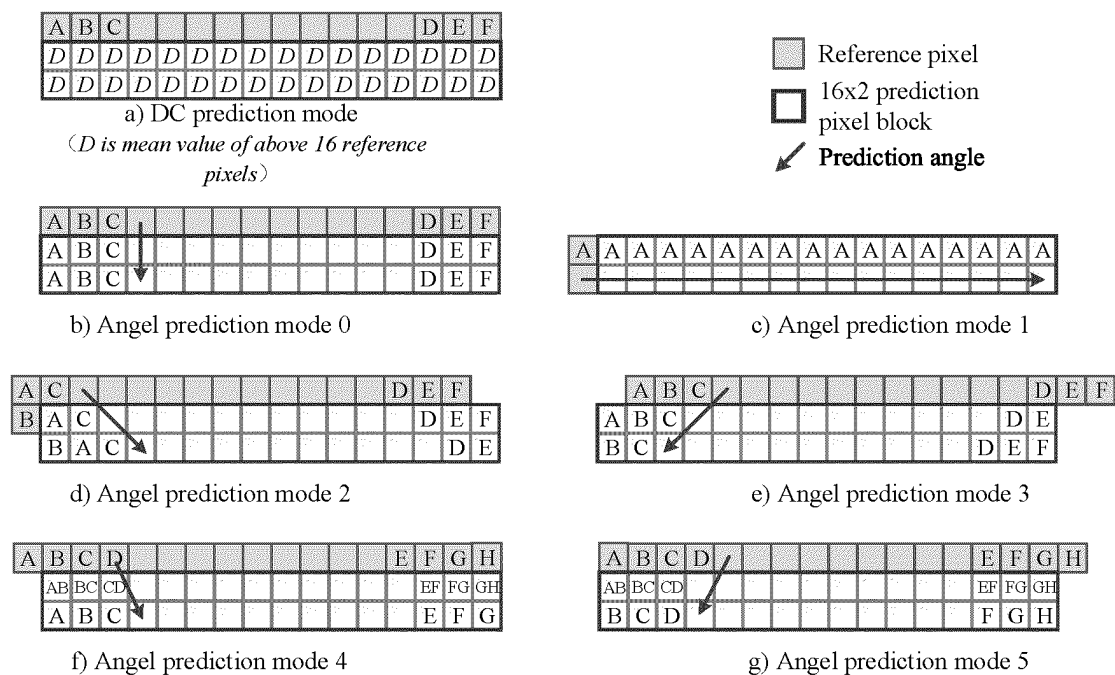 A B C D E F
D D D D D D D D D D D D D D D D
D D D D D D D D D D D D D D D D
a) DC prediction mode
(D is mean value of above 16 reference
pixels)
Reference pixel
16x2 prediction
pixel block
Prediction angle
A B C D E F
A B C D E F
A B C D E F
b) Angel prediction mode 0
A A A A A A A A A A A A A A A A A
c) Angel prediction mode 1
A C D E F
B A C D E F
B A C D E
d) Angel prediction mode 2
A B C D E F
A B C D E
B C D E F
e) Angel prediction mode 3
A B C D E F G H
AB BC CD EF FG GH
A B C E F G
f) Angel prediction mode 4
A B C D E F G H
AB BC CD EF FG GH
B C D F G H
g) Angel prediction mode 5